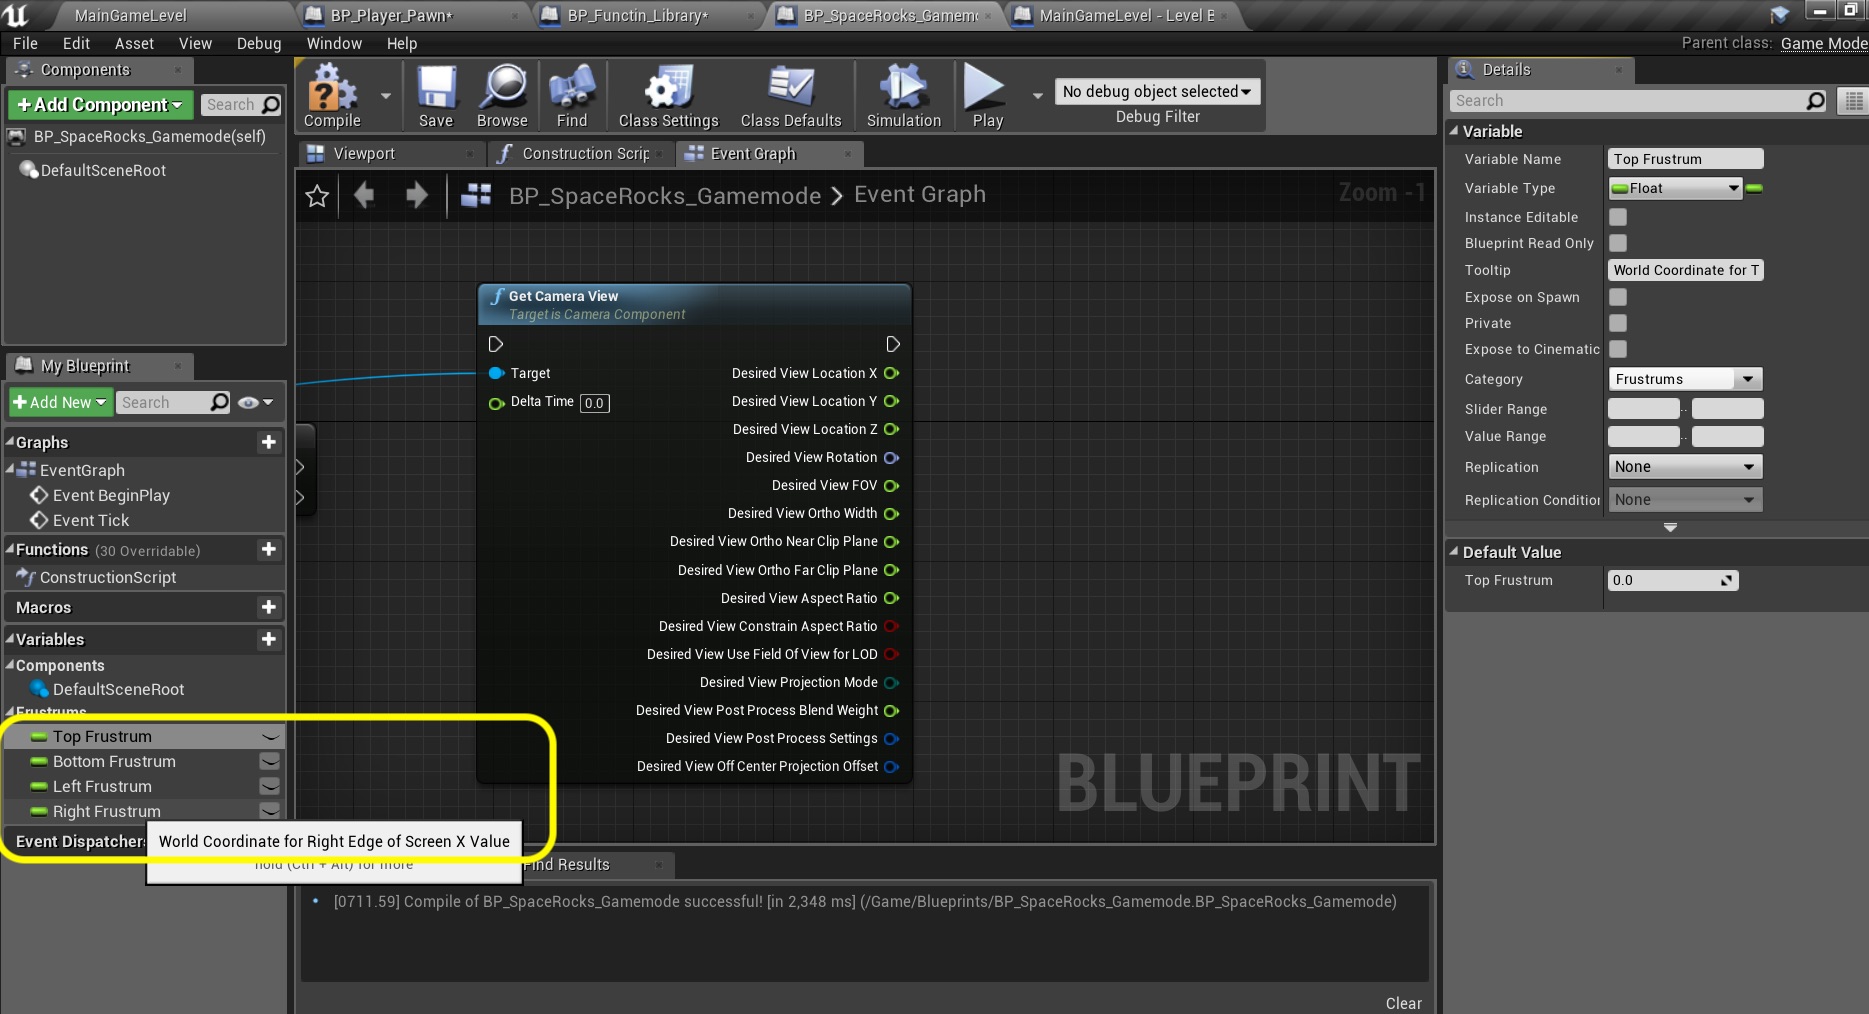 MainGameLevel
BP_Player_Pawn*
BP_Functin_Library*
BP_SpaceRocks_Gamem
MainGameLevel - Level B
File Edit Asset View Debug Window Help
Parent class: Game Mode
Components
+Add Component
Search
BP_SpaceRocks_Gamemode(self)
DefaultSceneRoot
Compile
Save
Browse
Find
Class Settings
Class Defaults
Simulation
Play
No debug object selected
Debug Filter
Viewport
Construction Scrip
Event Graph
BP_SpaceRocks_Gamemode > Event Graph
Zoom -1
My Blueprint
+Add New
Search
Graphs
EventGraph
Event BeginPlay
Event Tick
Functions (30 Overridable)
ConstructionScript
Macros
Variables
Components
DefaultSceneRoot
Frustrums
Top Frustrum
Bottom Frustrum
Left Frustrum
Right Frustrum
Event Dispatchers
World Coordinate for Right Edge of Screen X Value
hold (Ctrl + Alt) for more
Get Camera View
Target is Camera Component
Target
Delta Time 0.0
Desired View Location X
Desired View Location Y
Desired View Location Z
Desired View Rotation
Desired View FOV
Desired View Ortho Width
Desired View Ortho Near Clip Plane
Desired View Ortho Far Clip Plane
Desired View Aspect Ratio
Desired View Constrain Aspect Ratio
Desired View Use Field Of View for LOD
Desired View Projection Mode
Desired View Post Process Blend Weight
Desired View Post Process Settings
Desired View Off Center Projection Offset
BLUEPRINT
Find Results
[0711.59] Compile of BP_SpaceRocks_Gamemode successful! [in 2,348 ms] (/Game/Blueprints/BP_SpaceRocks_Gamemode.BP_SpaceRocks_Gamemode)
Clear
Details
Search
Variable
Variable Name Top Frustrum
Variable Type Float
Instance Editable
Blueprint Read Only
Tooltip World Coordinate for T
Expose on Spawn
Private
Expose to Cinematic
Category Frustrums
Slider Range ..
Value Range ..
Replication None
Replication Condition None
Default Value
Top Frustrum 0.0